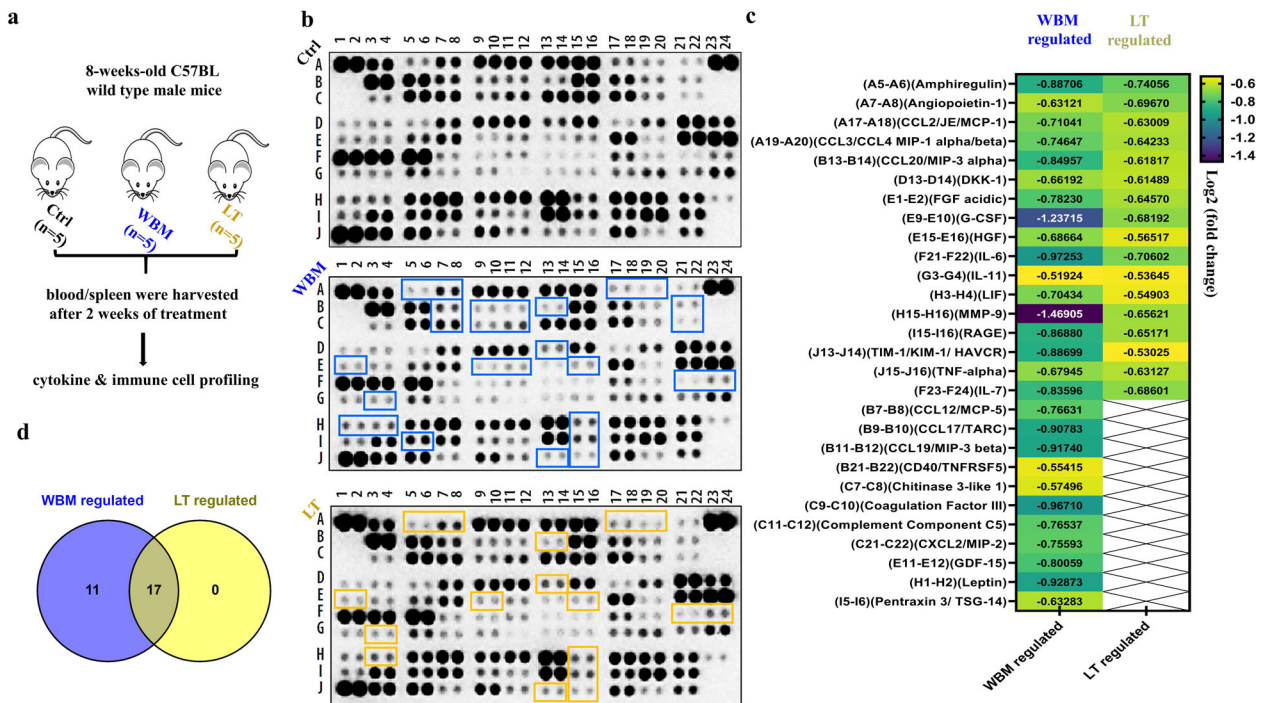 a
8-weeks-old C57BL
wild type male mice
Ctrl
(n=5)
WBM
(n=5)
LT
(n=5)
blood/spleen were harvested
after 2 weeks of treatment
cytokine & immune cell profiling
b
1 2 3 4 5 6 7 8 9 10 11 12 13 14 15 16 17 18 19 20 21 22 23 24
Ctrl
A
B
C
D
E
F
G
H
I
J
1 2 3 4 5 6 7 8 9 10 11 12 13 14 15 16 17 18 19 20 21 22 23 24
WBM
A
B
C
D
E
F
G
H
I
J
1 2 3 4 5 6 7 8 9 10 11 12 13 14 15 16 17 18 19 20 21 22 23 24
LT
A
B
C
D
E
F
G
H
I
J
c
WBM LT
regulated regulated
(A5-A6)(Amphiregulin) -0.88706 -0.74056
(A7-A8)(Angiopoietin-1) -0.63121 -0.69670
(A17-A18)(CCL2/JE/MCP-1) -0.71041 -0.63009
(A19-A20)(CCL3/CCL4 MIP-1 alpha/beta) -0.74647 -0.64233
(B13-B14)(CCL20/MIP-3 alpha) -0.84957 -0.61817
(D13-D14)(DKK-1) -0.66192 -0.61489
(E1-E2)(FGF acidic) -0.78230 -0.64570
(E9-E10)(G-CSF) -1.23715 -0.68192
(E15-E16)(HGF) -0.68664 -0.56517
(F21-F22)(IL-6) -0.97253 -0.70602
(G3-G4)(IL-11) -0.51924 -0.53645
(H3-H4)(LIF) -0.70434 -0.54903
(H15-H16)(MMP-9) -1.46905 -0.65621
(I15-I16)(RAGE) -0.86880 -0.65171
(J13-J14)(TIM-1/KIM-1/ HAVCR) -0.88699 -0.53025
(J15-J16)(TNF-alpha) -0.67945 -0.63127
(F23-F24)(IL-7) -0.83596 -0.68601
(B7-B8)(CCL12/MCP-5) -0.76631
(B9-B10)(CCL17/TARC) -0.90783
(B11-B12)(CCL19/MIP-3 beta) -0.91740
(B21-B22)(CD40/TNFRSF5) -0.55415
(C7-C8)(Chitinase 3-like 1) -0.57496
(C9-C10)(Coagulation Factor III) -0.96710
(C11-C12)(Complement Component C5) -0.76537
(C21-C22)(CXCL2/MIP-2) -0.75593
(E11-E12)(GDF-15) -0.80059
(H1-H2)(Leptin) -0.92873
(I5-I6)(Pentraxin 3/ TSG-14) -0.63283
WBM regulated
LT regulated
-0.6
-0.8
-1.0
-1.2
-1.4
Log2 (fold change)
d
WBM regulated LT regulated
11 17 0